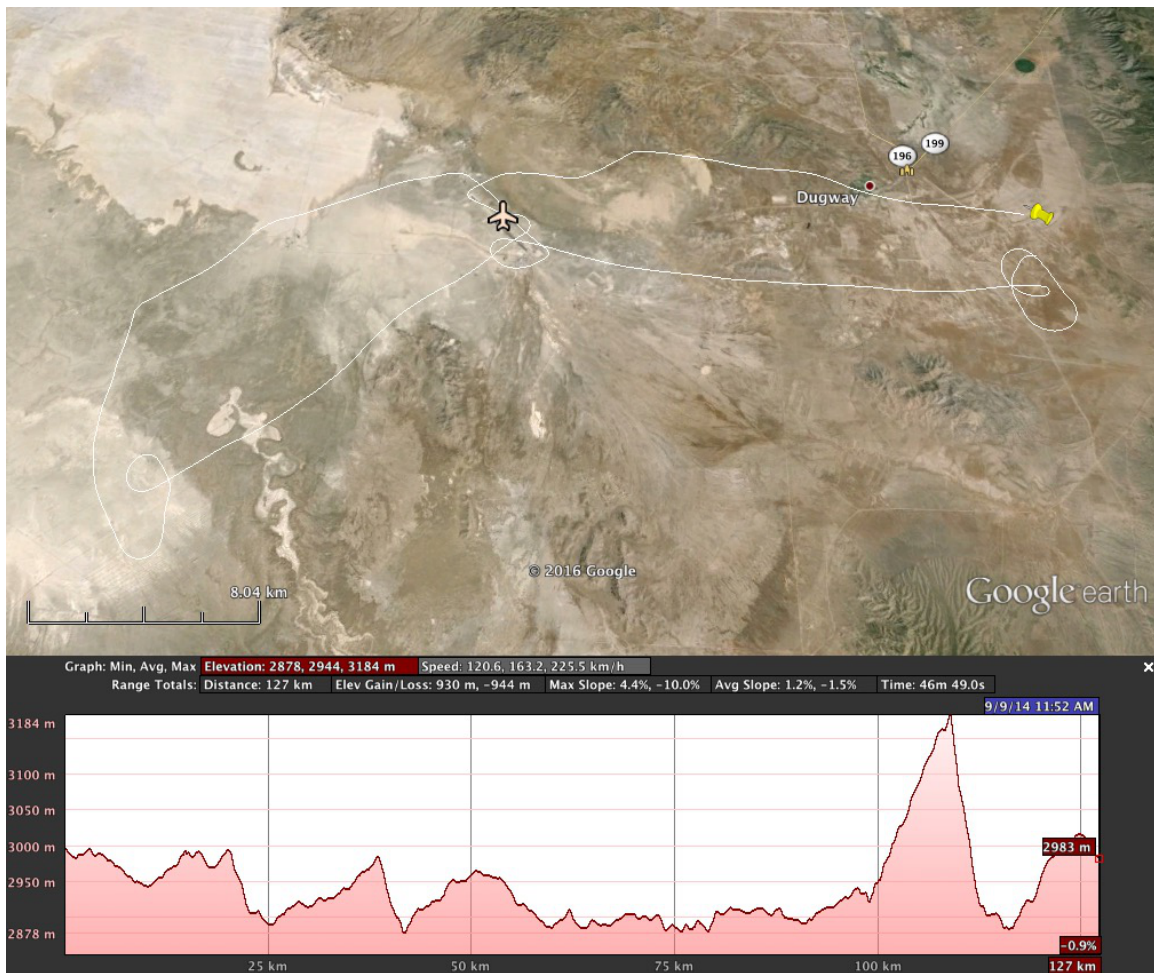 199
196
Dugway
© 2016 Google
8.04 km
Google earth
Graph: Min, Avg, Max Elevation: 2878, 2944, 3184 m Speed: 120.6, 163.2, 225.5 km/h
Range Totals: Distance: 127 km Elev Gain/Loss: 930 m, -944 m Max Slope: 4.4%, -10.0% Avg Slope: 1.2%, -1.5% Time: 46m 49.0s
9/9/14 11:52 AM
3184 m
3100 m
3050 m
3000 m
2983 m
2950 m
2878 m
-0.9%
25 km 50 km 75 km 100 km 127 km